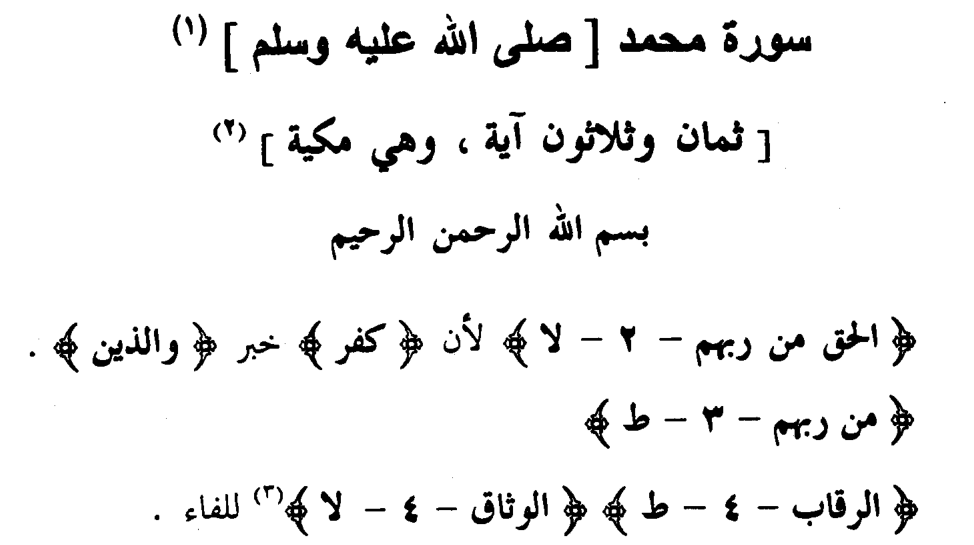 سورة محمد [ صلى الله عليه وسلم ] (١)
[ ثمان وثلاثون آية ، وهي مكية ] (٢)
بسم الله الرحمن الرحيم
﴿ الحق من ربهم – ٢ – لا ﴾ لأن ﴿ كفر ﴾ خبر ﴿ والذين ﴾ .
﴿ من ربهم – ٣ – ط ﴾
﴿ الرقاب – ٤ – ط ﴾ ﴿ الوثاق – ٤ – لا ﴾(٣) للفاء .